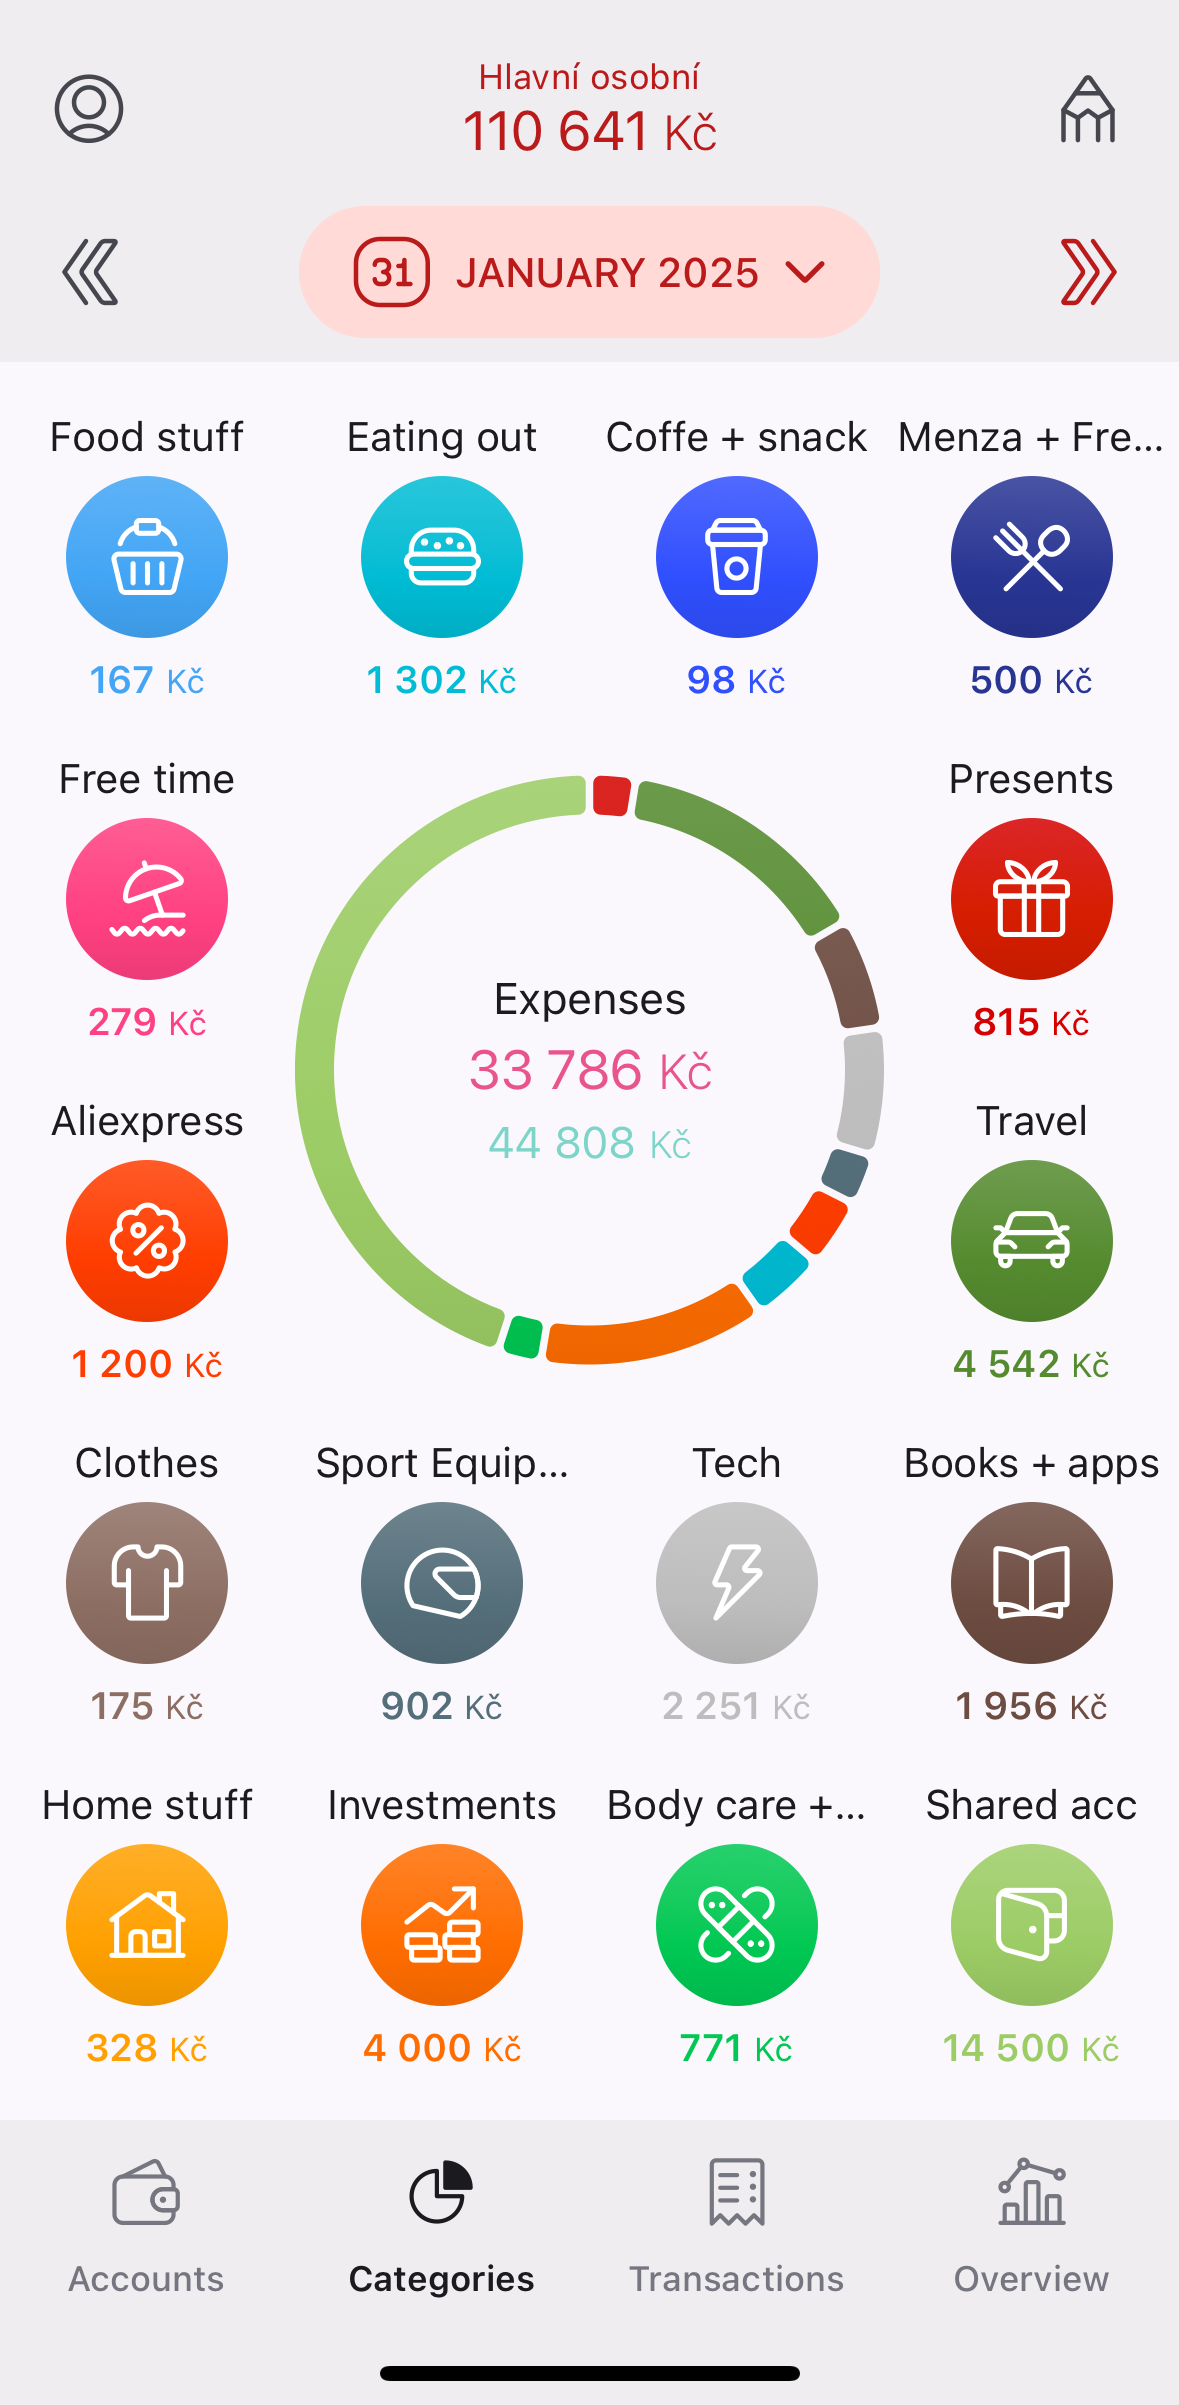 Hlavní osobní
110 641 Kč
31 JANUARY 2025
Food stuff
Eating out
Coffe + snack
Menza + Fre...
167 Kč
1 302 Kč
98 Kč
500 Kč
Free time
Presents
279 Kč
815 Kč
Expenses
33 786 Kč
44 808 Kč
Aliexpress
Travel
1 200 Kč
4 542 Kč
Clothes
Sport Equip...
Tech
Books + apps
175 Kč
902 Kč
2 251 Kč
1 956 Kč
Home stuff
Investments
Body care +...
Shared acc
328 Kč
4 000 Kč
771 Kč
14 500 Kč
Accounts
Categories
Transactions
Overview